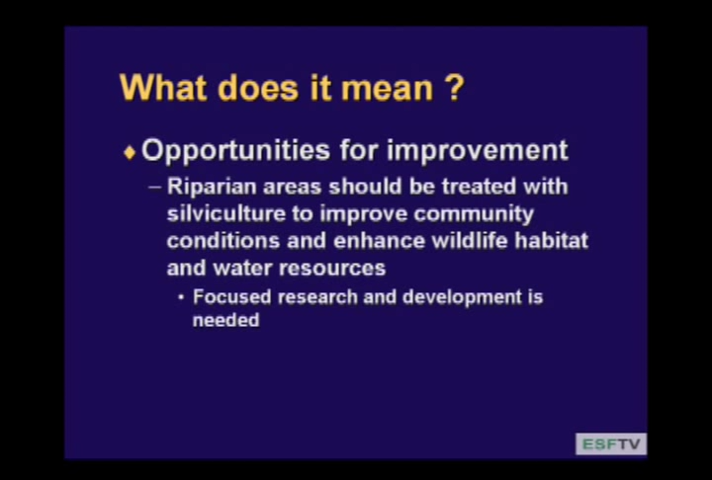 What does it mean ?
Opportunities for improvement
– Riparian areas should be treated with
silviculture to improve community
conditions and enhance wildlife habitat
and water resources
• Focused research and development is
needed
ESFTV